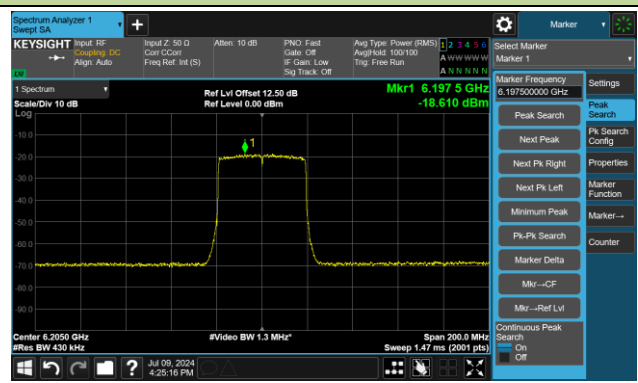 Spectrum Analyzer 1
Swept SA
Marker
KEYSIGHT
Input: RF
Coupling: DC
Align: Auto
Input Z: 50 Ω
Corr CCorr
Freq Ref: Int (S)
Atten: 10 dB
PNO: Fast
Gate: Off
IF Gain: Low
Sig Track: Off
Avg Type: Power (RMS)
Avg|Hold: 100/100
Trig: Free Run
1 2 3 4 5 6
A W W W W W
A N N N N N
Select Marker
Marker 1
1 Spectrum
Scale/Div 10 dB
Log
Ref Lvl Offset 12.50 dB
Ref Level 0.00 dBm
Mkr1 6.197 5 GHz
-18.610 dBm
-10.0
-20.0
-30.0
-40.0
-50.0
-60.0
-70.0
-80.0
-90.0
1
Center 6.2050 GHz
#Res BW 430 kHz
#Video BW 1.3 MHz*
Span 200.0 MHz
Sweep 1.47 ms (2001 pts)
Marker Frequency
6.197500000 GHz
Peak Search
Next Peak
Next Pk Right
Next Pk Left
Minimum Peak
Pk-Pk Search
Marker Delta
Mkr→CF
Mkr→Ref Lvl
Continuous Peak
Search
On
Off
Settings
Peak
Search
Pk Search
Config
Properties
Marker
Function
Marker→
Counter
?
Jul 09, 2024
4:25:16 PM